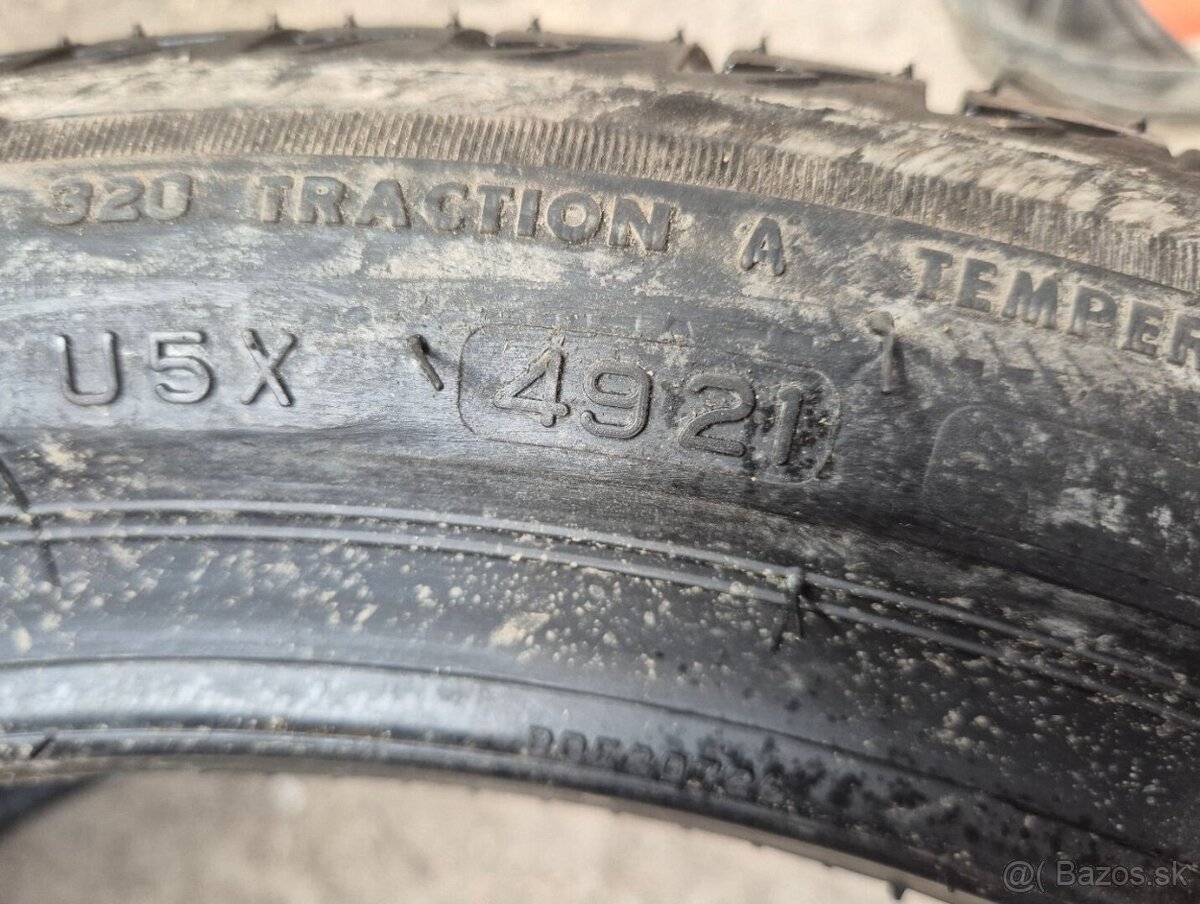 320 TRACTION A TEMPER
U5X 4921
@( Bazos.sk